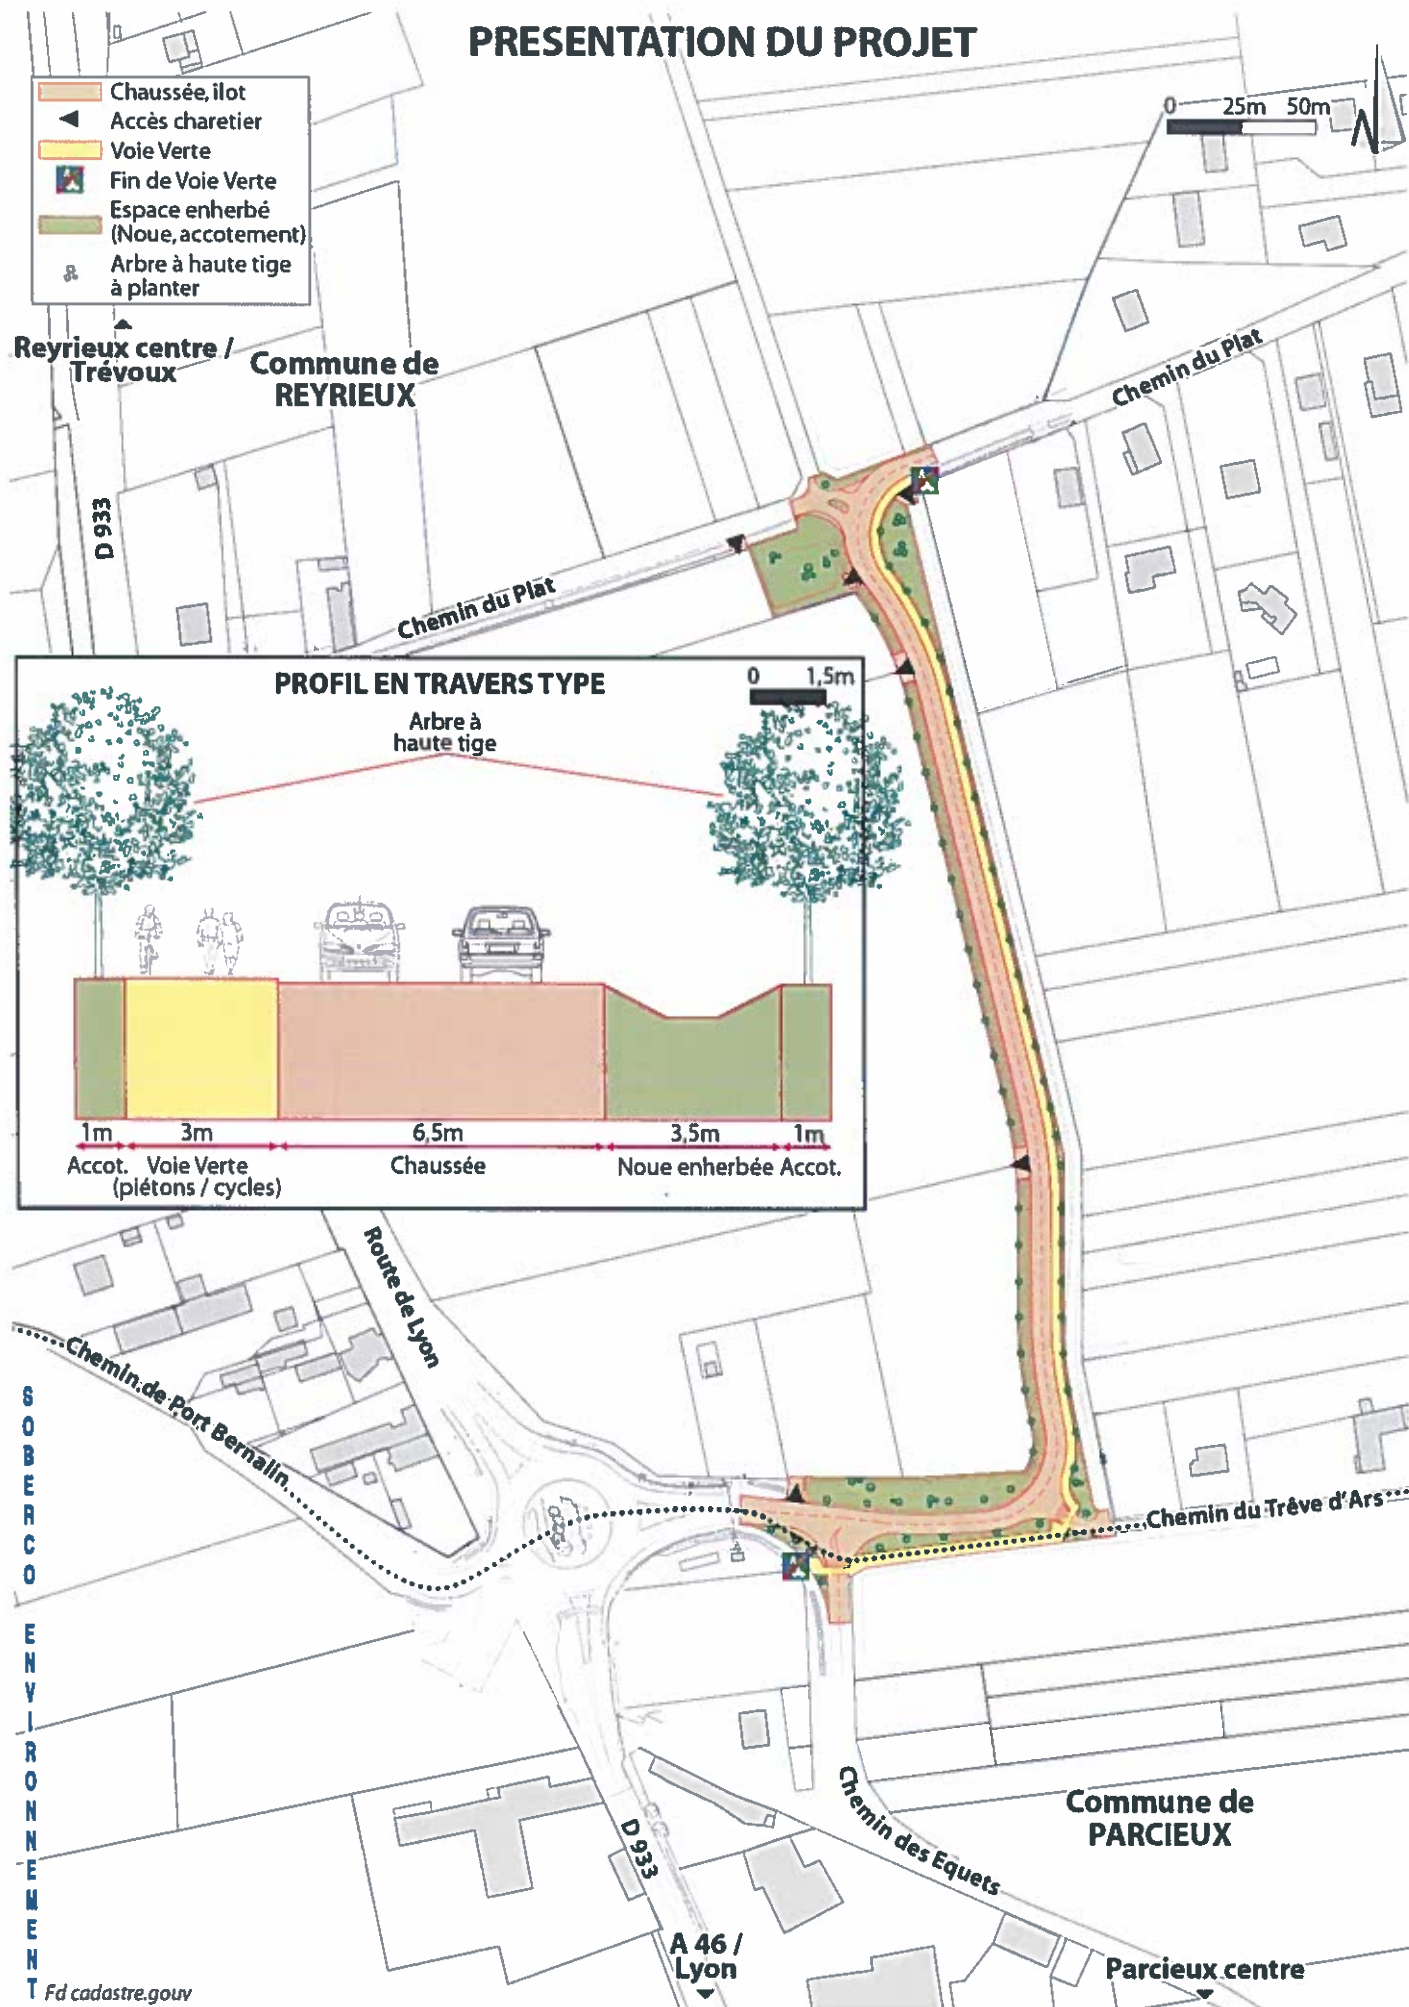 PRESENTATION DU PROJET
Chaussée, îlot
Accès charetier
Voie Verte
Fin de Voie Verte
Espace enherbé
(Noue, accotement)
Arbre à haute tige
à planter
0 25m 50m
N
Reyrieux centre /
Trévoux
Commune de
REYRIEUX
Chemin du Plat
D 933
Chemin du Plat
PROFIL EN TRAVERS TYPE
0 1,5m
Arbre à
haute tige
1m 3m 6,5m 3,5m 1m
Accot. Voie Verte Chaussée Noue enherbée Accot.
(piétons / cycles)
Route de Lyon
Chemin de Port Bernalin
Chemin du Trêve d'Ars
Chemin des Equets
D 933
Commune de
PARCIEUX
A 46 /
Lyon
Parcieux centre
SOBERCO ENVIRONNEMENT
Fd cadastre.gouv